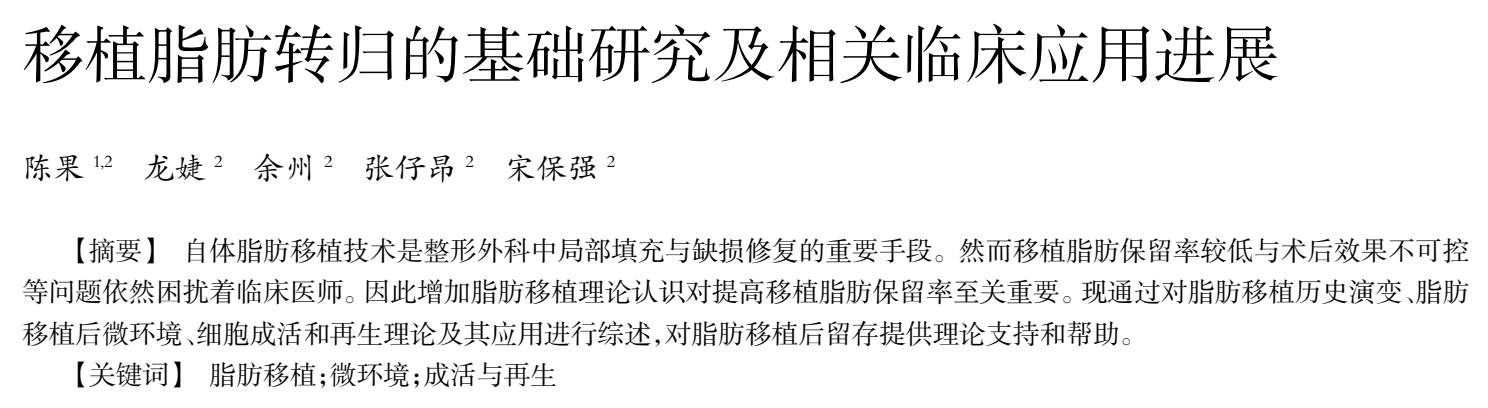 移植脂肪转归的基础研究及相关临床应用进展
陈果 1,2 龙婕 2 余州 2 张仔昂 2 宋保强 2
【摘要】 自体脂肪移植技术是整形外科中局部填充与缺损修复的重要手段。然而移植脂肪保留率较低与术后效果不可控
等问题依然困扰着临床医师。因此增加脂肪移植理论认识对提高移植脂肪保留率至关重要。现通过对脂肪移植历史演变、脂肪
移植后微环境、细胞成活和再生理论及其应用进行综述,对脂肪移植后留存提供理论支持和帮助。
【关键词】 脂肪移植;微环境;成活与再生